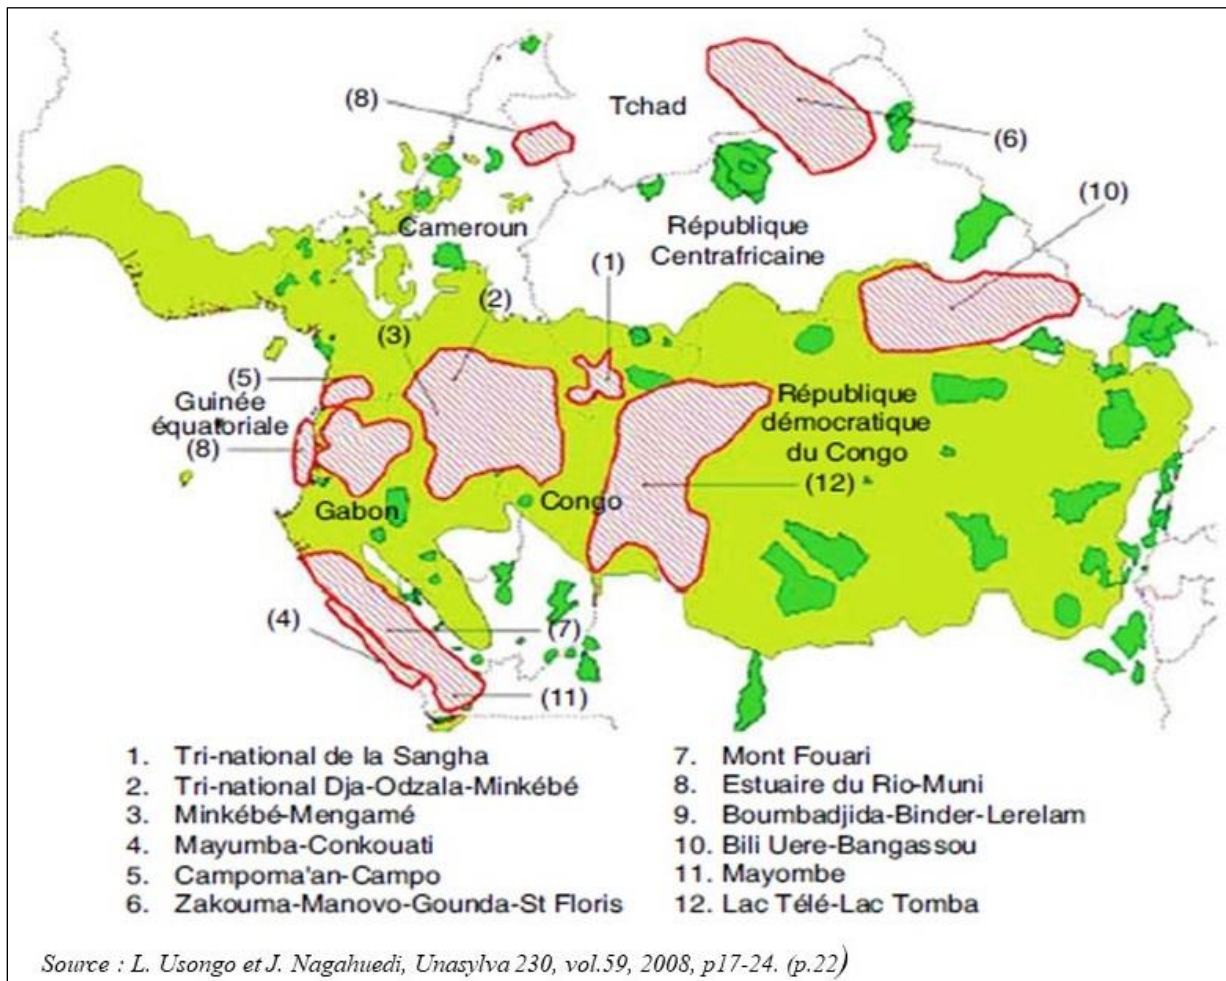 (8)
Tchad
(6)
(10)
Cameroun
République
Centrafricaine
(1)
(2)
(3)
(5)
Guinée
équatoriale
(8)
République
démocratique
du Congo
(12)
Gabon
Congo
(4)
(7)
(11)
1. Tri-national de la Sangha
2. Tri-national Dja-Odzala-Minkébé
3. Minkébé-Mengamé
4. Mayumba-Conkouati
5. Campoma'an-Campo
6. Zakouma-Manovo-Gounda-St Floris
7. Mont Fouari
8. Estuaire du Rio-Muni
9. Boumbadjida-Binder-Lerelam
10. Bili Uere-Bangassou
11. Mayombe
12. Lac Télé-Lac Tomba
Source : L. Usongo et J. Nagahuedi, Unasylva 230, vol.59, 2008, p17-24. (p.22)